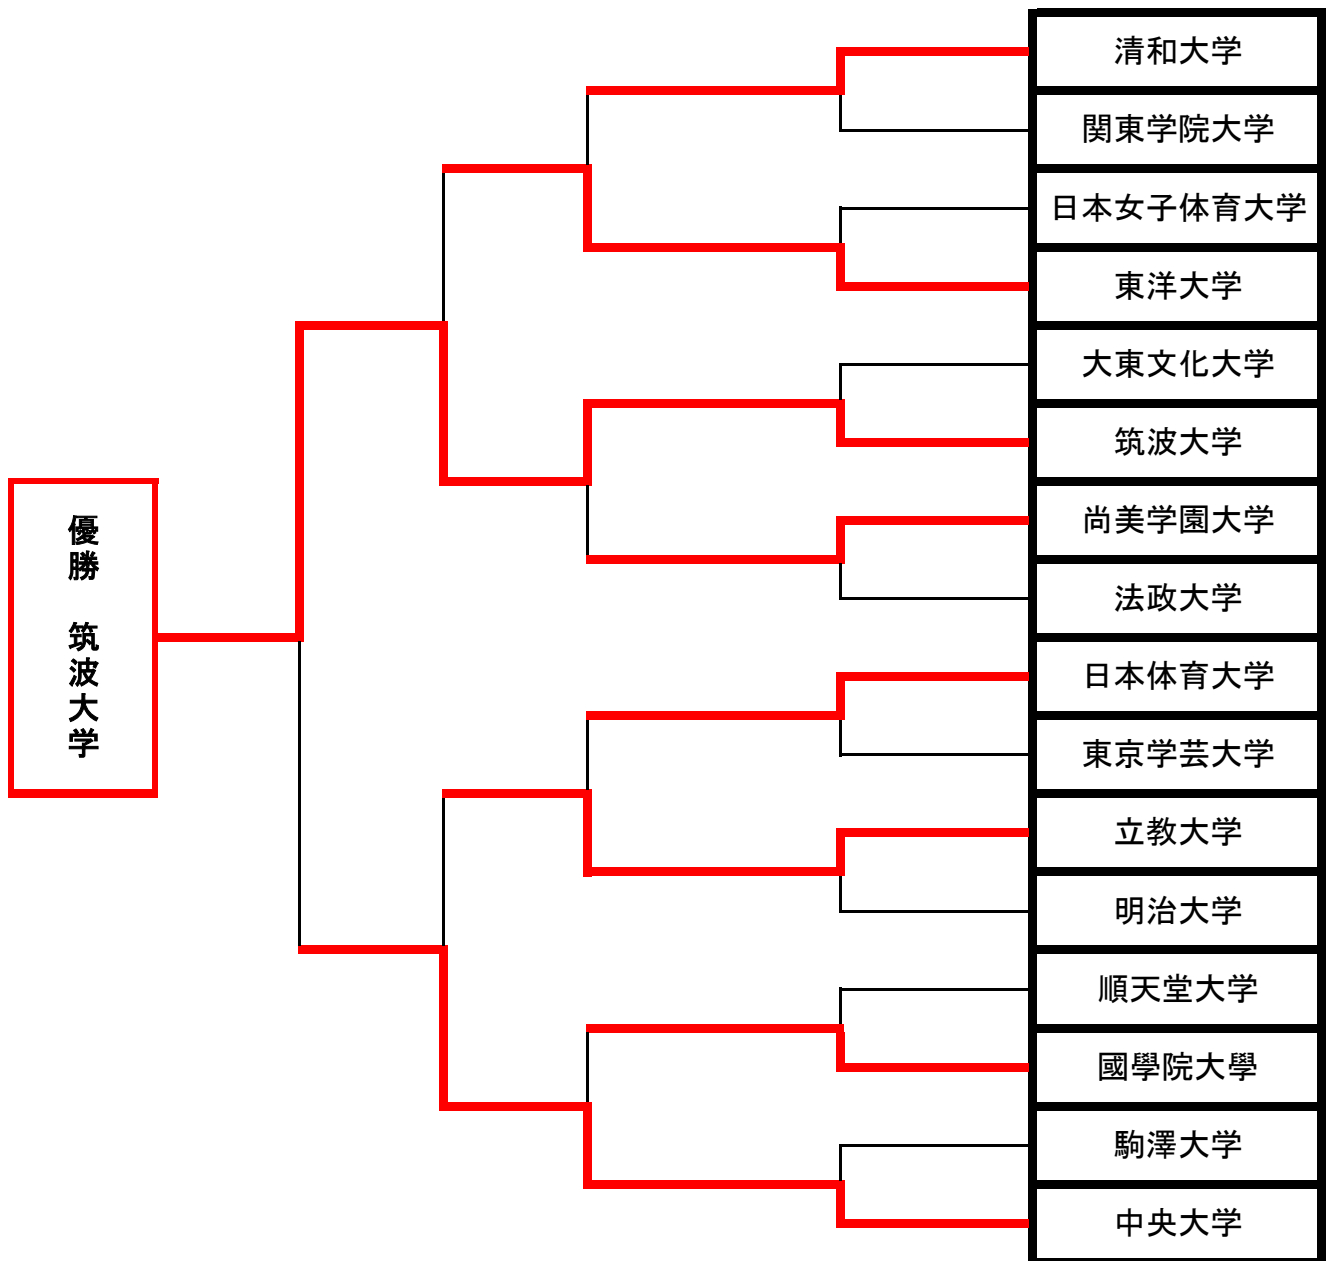 清和大学
関東学院大学
日本女子体育大学
東洋大学
大東文化大学
筑波大学
尚美学園大学
法政大学
日本体育大学
東京学芸大学
立教大学
明治大学
順天堂大学
國學院大學
駒澤大学
中央大学
優勝　筑波大学